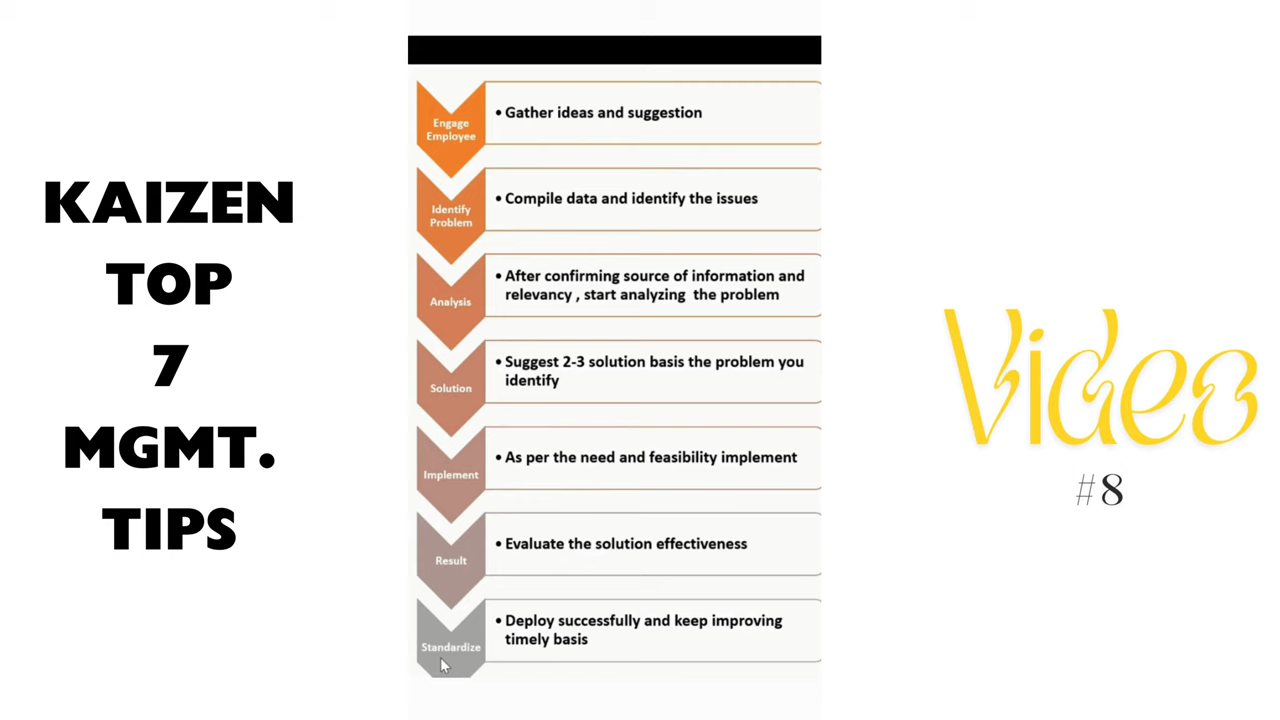 KAIZEN
TOP
7
MGMT.
TIPS
Engage
Employee
• Gather ideas and suggestion
Identify
Problem
• Compile data and identify the issues
Analysis
• After confirming source of information and
relevancy , start analyzing the problem
Solution
• Suggest 2-3 solution basis the problem you
identify
Implement
• As per the need and feasibility implement
Result
• Evaluate the solution effectiveness
Standardize
• Deploy successfully and keep improving
timely basis
Video
#8